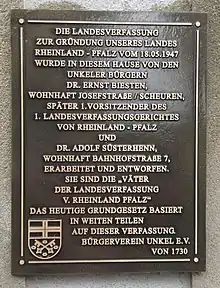 DIE LANDESVERFASSUNG
ZUR GRÜNDUNG UNSERES LANDES
RHEINLAND - PFALZ VOM 18.05.1947
WURDE IN DIESEM HAUSE VON DEN
UNKELER BÜRGERN
DR. ERNST BIESTEN,
WOHNHAFT JOSEFSTRAßE / SCHEUREN,
SPÄTER 1.VORSITZENDER DES
1. LANDESVERFASSUNGSGERICHTES
VON RHEINLAND - PFALZ
UND
DR. ADOLF SÜSTERHENN,
WOHNHAFT BAHNHOFSTRAßE 7,
ERARBEITET UND ENTWORFEN.
SIE SIND DIE „VÄTER
DER LANDESVERFASSUNG
V. RHEINLAND PFALZ“
DAS HEUTIGE GRUNDGESETZ BASIERT
IN WEITEN TEILEN
AUF DIESER VERFASSUNG.
BÜRGERVEREIN UNKEL E.V.
VON 1730